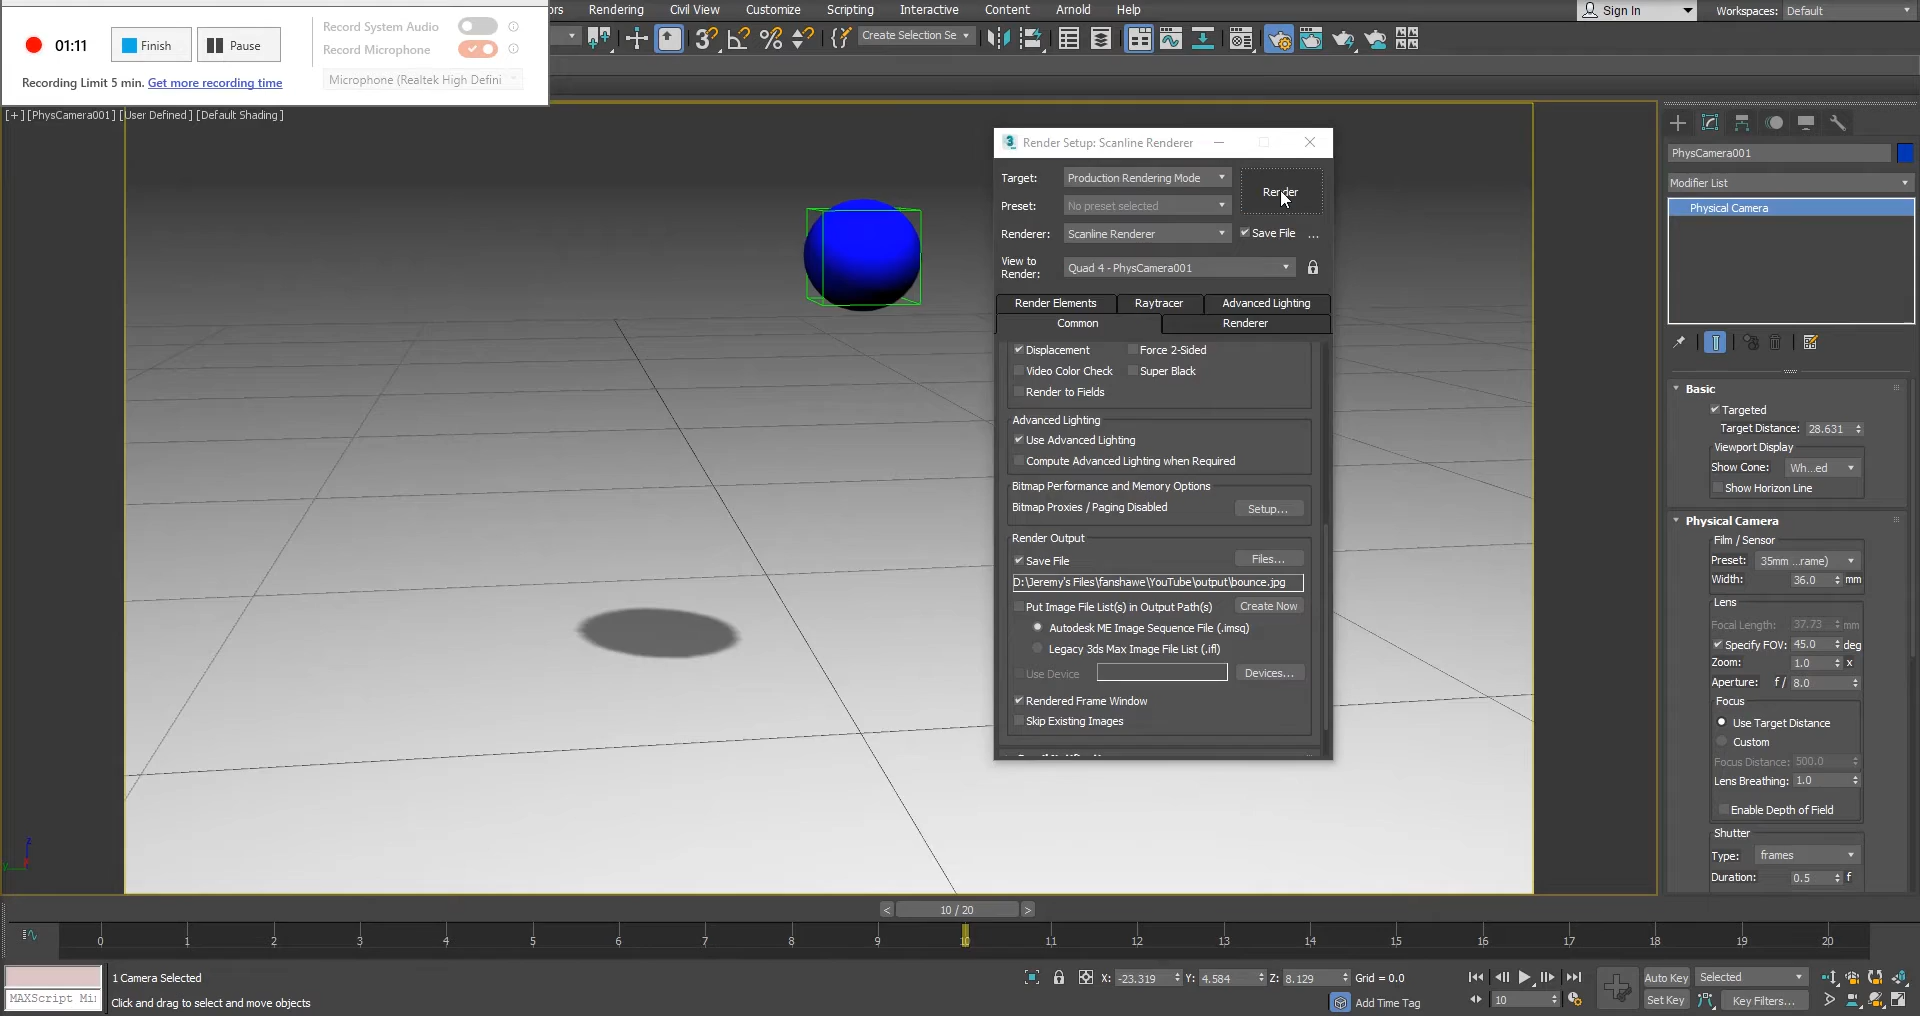 ors Rendering Civil View Customize Scripting Interactive Content Arnold Help Sign In Workspaces: Default
01:11 Finish Pause
Record System Audio
Record Microphone
Microphone (Realtek High Defini
Recording Limit 5 min. Get more recording time
Create Selection Se
[+] [PhysCamera001] [User Defined] [Default Shading]
Render Setup: Scanline Renderer
Target: Production Rendering Mode
Render
Preset: No preset selected
Renderer: Scanline Renderer
Save File ...
View to
Render: Quad 4 - PhysCamera001
Render Elements Raytracer Advanced Lighting
Common Renderer
Displacement Force 2-Sided
Video Color Check Super Black
Render to Fields
Advanced Lighting
Use Advanced Lighting
Compute Advanced Lighting when Required
Bitmap Performance and Memory Options
Bitmap Proxies / Paging Disabled Setup...
Render Output
Save File Files...
D:\Jeremy's Files\fanshawe\YouTube\output\bounce.jpg
Put Image File List(s) in Output Path(s) Create Now
Autodesk ME Image Sequence File (.imsq)
Legacy 3ds Max Image File List (.ifl)
Use Device Devices...
Rendered Frame Window
Skip Existing Images
PhysCamera001
Modifier List
Physical Camera
Basic
Targeted
Target Distance: 28.631
Viewport Display
Show Cone: Wh...ed
Show Horizon Line
Physical Camera
Film / Sensor
Preset: 35mm ...rame)
Width: 36.0 mm
Lens
Focal Length: 37.73 mm
Specify FOV: 45.0 deg
Zoom: 1.0 x
Aperture: f / 8.0
Focus
Use Target Distance
Custom
Focus Distance: 500.0
Lens Breathing: 1.0
Enable Depth of Field
Shutter
Type: frames
Duration: 0.5 f
< 10 / 20 >
0 1 2 3 4 5 6 7 8 9 10 11 12 13 14 15 16 17 18 19 20
1 Camera Selected
X: -23.319 Y: 4.584 Z: 8.129 Grid = 0.0
Auto Key Selected
MAXScript Mi
Click and drag to select and move objects
Add Time Tag
10
Set Key Key Filters...